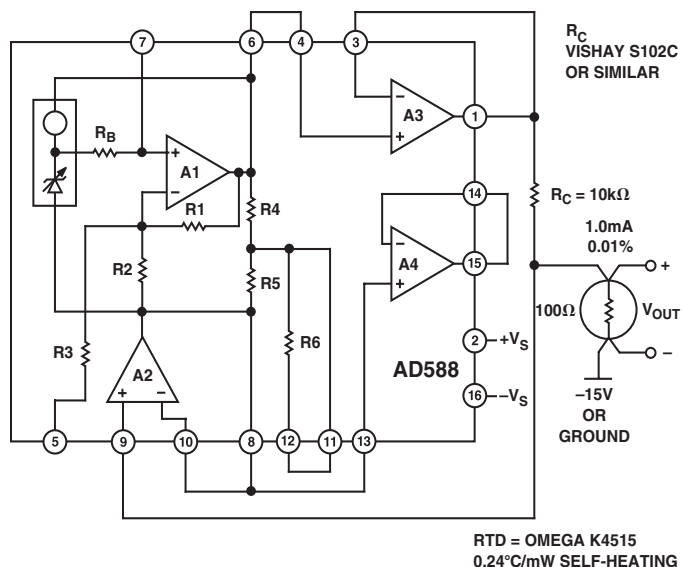 7
6
4
3
R_C
VISHAY S102C
OR SIMILAR
R_B
A3
1
A1
R1
R4
14
R_C = 10kΩ
1.0mA
0.01%
R2
R5
A4
15
+
100Ω
V_OUT
R3
R6
2
+V_S
–
A2
AD588
16
–V_S
–15V
OR
GROUND
5
9
10
8
12
11
13
RTD = OMEGA K4515
0.24°C/mW SELF-HEATING